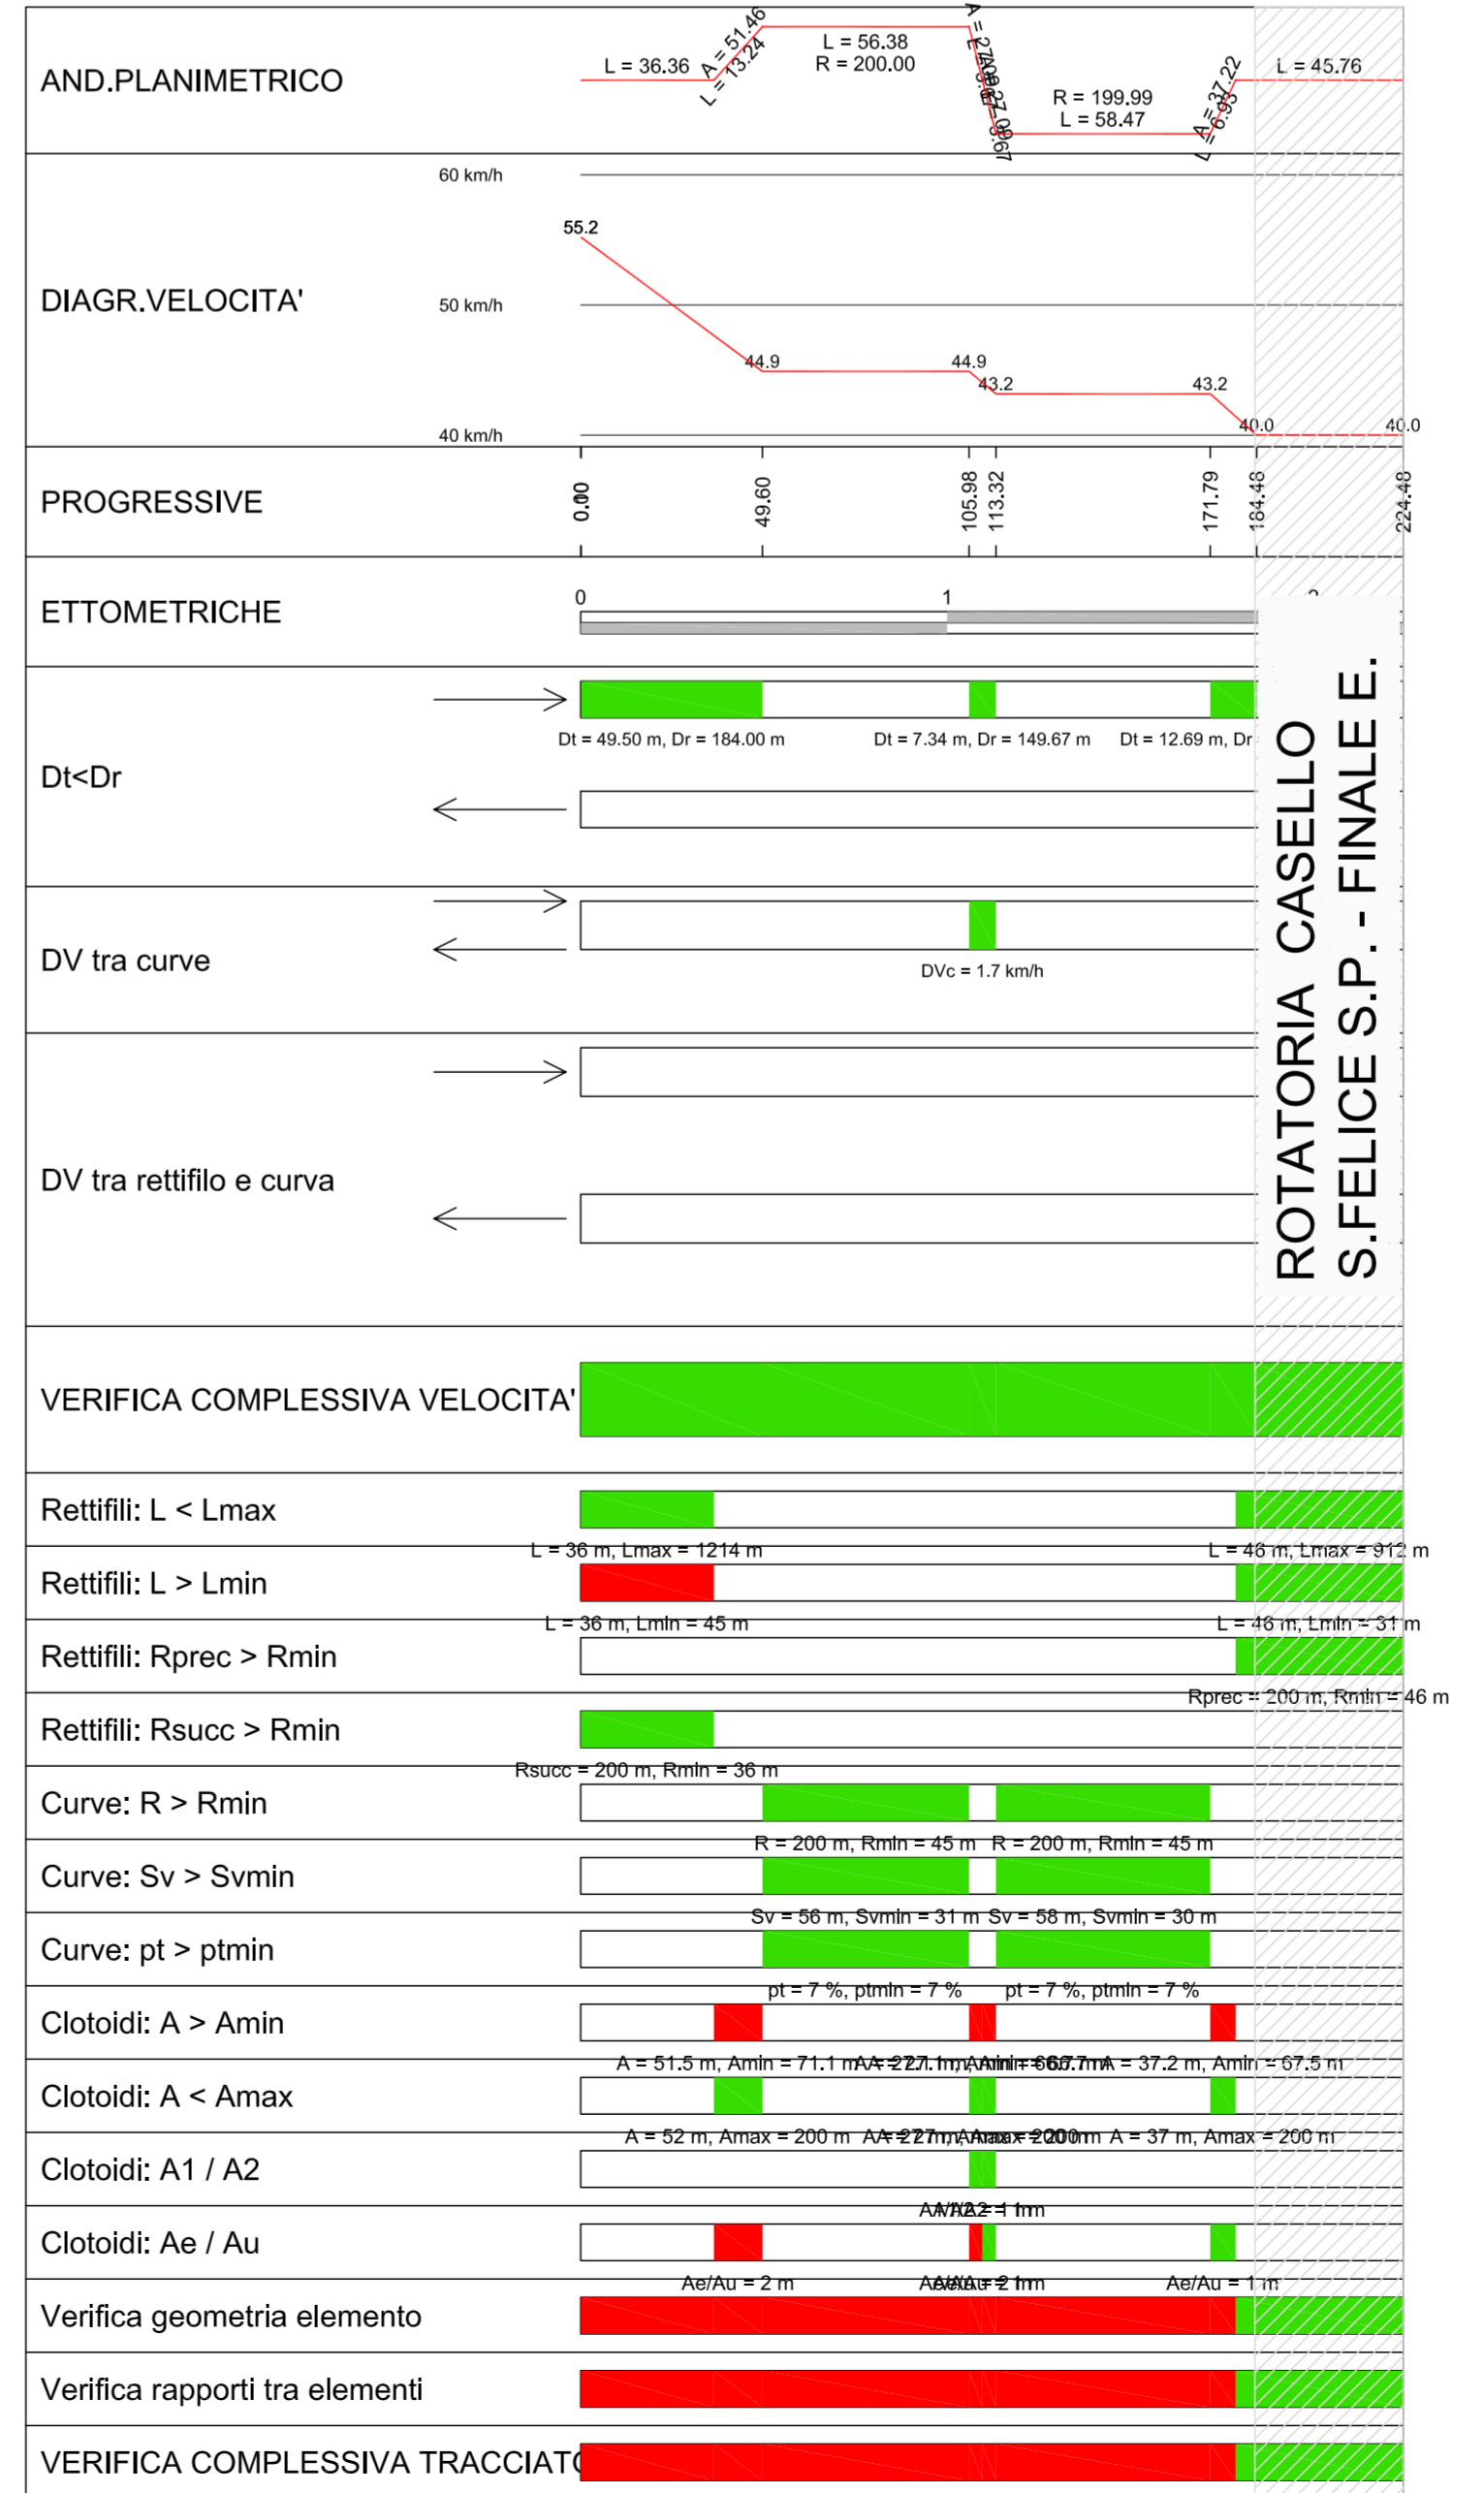 AND.PLANIMETRICO
L = 36.36
A = 51.46
L = 13.24
L = 56.38
R = 200.00
R = 199.99
L = 58.47
A = 37.22
L = 6.93
L = 45.76
DIAGR.VELOCITA'
60 km/h
50 km/h
40 km/h
55.2
44.9
44.9
43.2
43.2
40.0
40.0
PROGRESSIVE
0.00
49.60
105.98
113.32
171.79
184.48
224.48
ETTOMETRICHE
0
1
2
Dt<Dr
Dt = 49.50 m, Dr = 184.00 m
Dt = 7.34 m, Dr = 149.67 m
Dt = 12.69 m, Dr
ROTATORIA CASELLO
S.FELICE S.P. - FINALE E.
DV tra curve
DVc = 1.7 km/h
DV tra rettifilo e curva
VERIFICA COMPLESSIVA VELOCITA'
Rettifili: L < Lmax
L = 36 m, Lmax = 1214 m
L = 46 m, Lmax = 912 m
Rettifili: L > Lmin
L = 36 m, Lmin = 45 m
L = 46 m, Lmin = 31 m
Rettifili: Rprec > Rmin
Rprec = 200 m, Rmin = 46 m
Rettifili: Rsucc > Rmin
Rsucc = 200 m, Rmin = 36 m
Curve: R > Rmin
R = 200 m, Rmin = 45 m
R = 200 m, Rmin = 45 m
Curve: Sv > Svmin
Sv = 56 m, Svmin = 31 m
Sv = 58 m, Svmin = 30 m
Curve: pt > ptmin
pt = 7 %, ptmin = 7 %
pt = 7 %, ptmin = 7 %
Clotoidi: A > Amin
A = 51.5 m, Amin = 71.1 m
A = 37.2 m, Amin = 67.5 m
Clotoidi: A < Amax
A = 52 m, Amax = 200 m
A = 37 m, Amax = 200 m
Clotoidi: A1 / A2
Clotoidi: Ae / Au
Ae/Au = 2 m
Ae/Au = 1 m
Verifica geometria elemento
Verifica rapporti tra elementi
VERIFICA COMPLESSIVA TRACCIATO